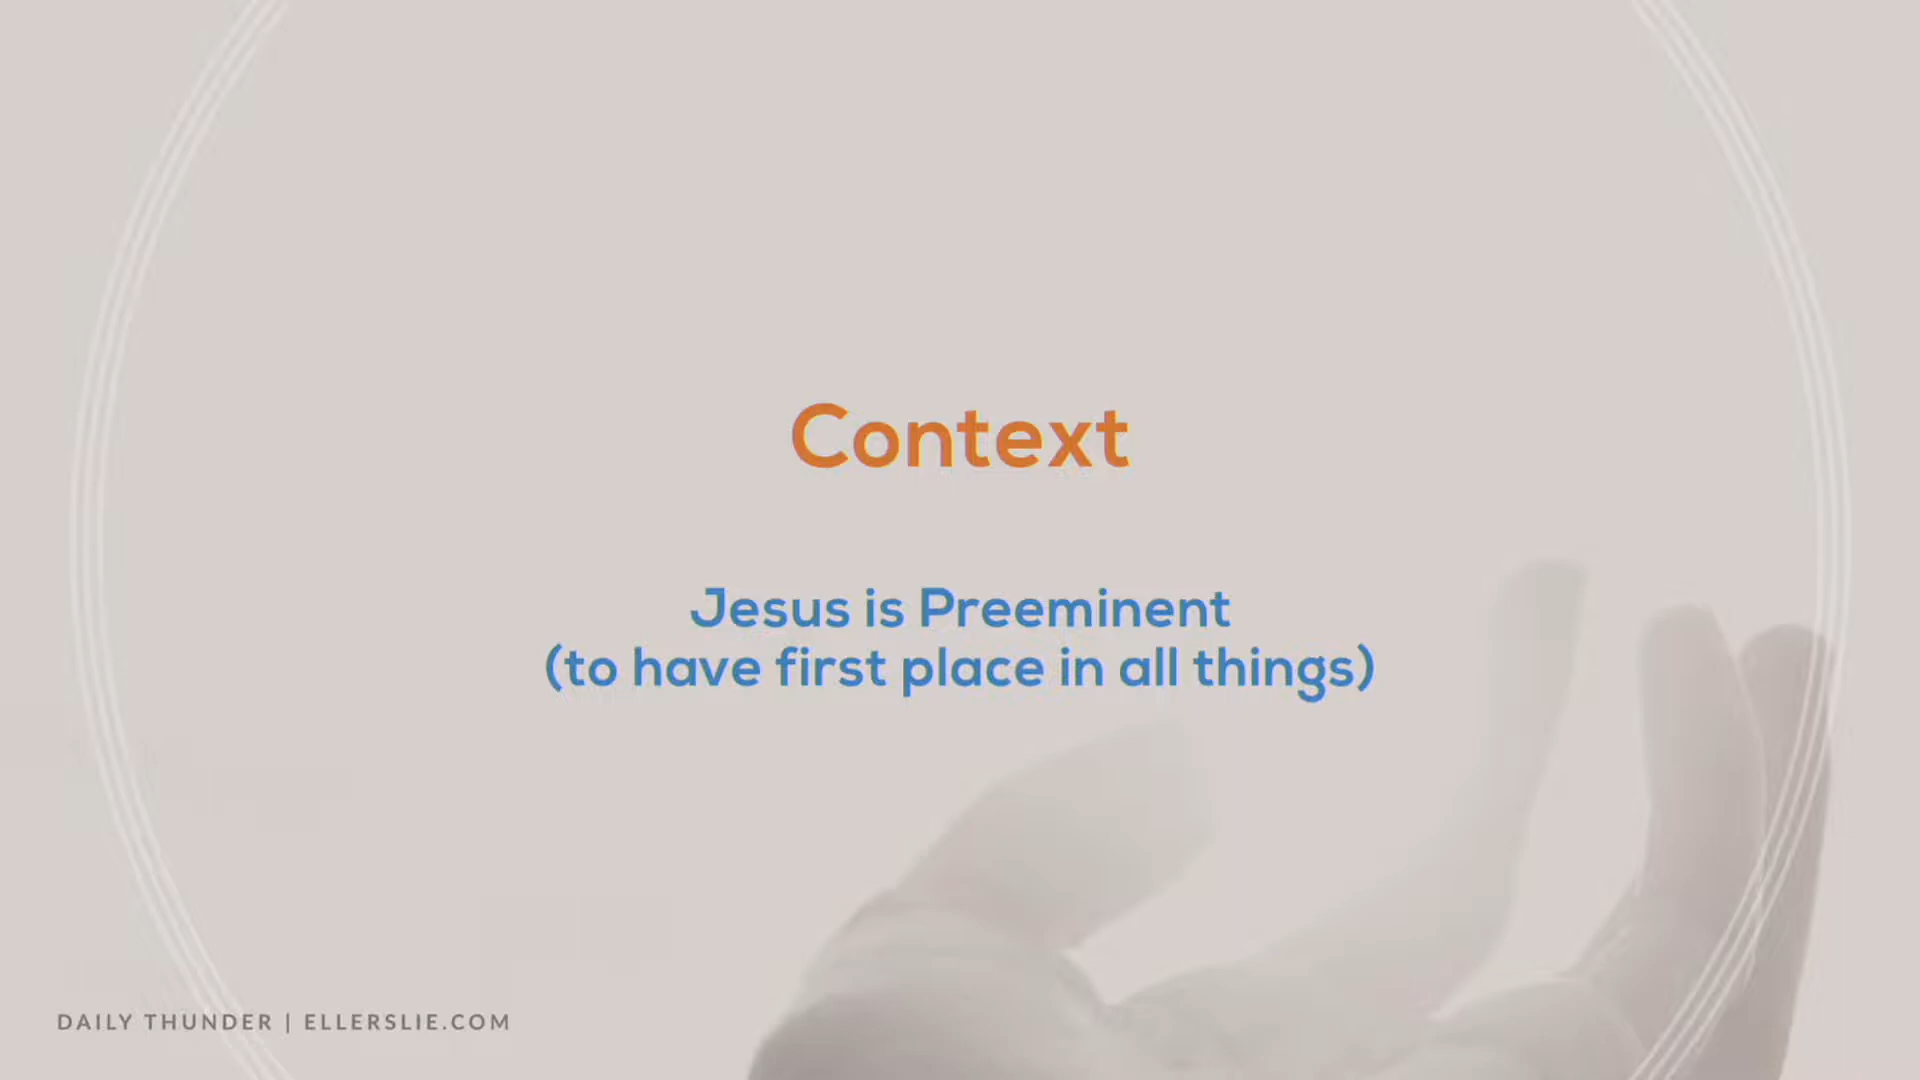 Context
Jesus is Preeminent
(to have first place in all things)
DAILY THUNDER | ELLERSLIE.COM